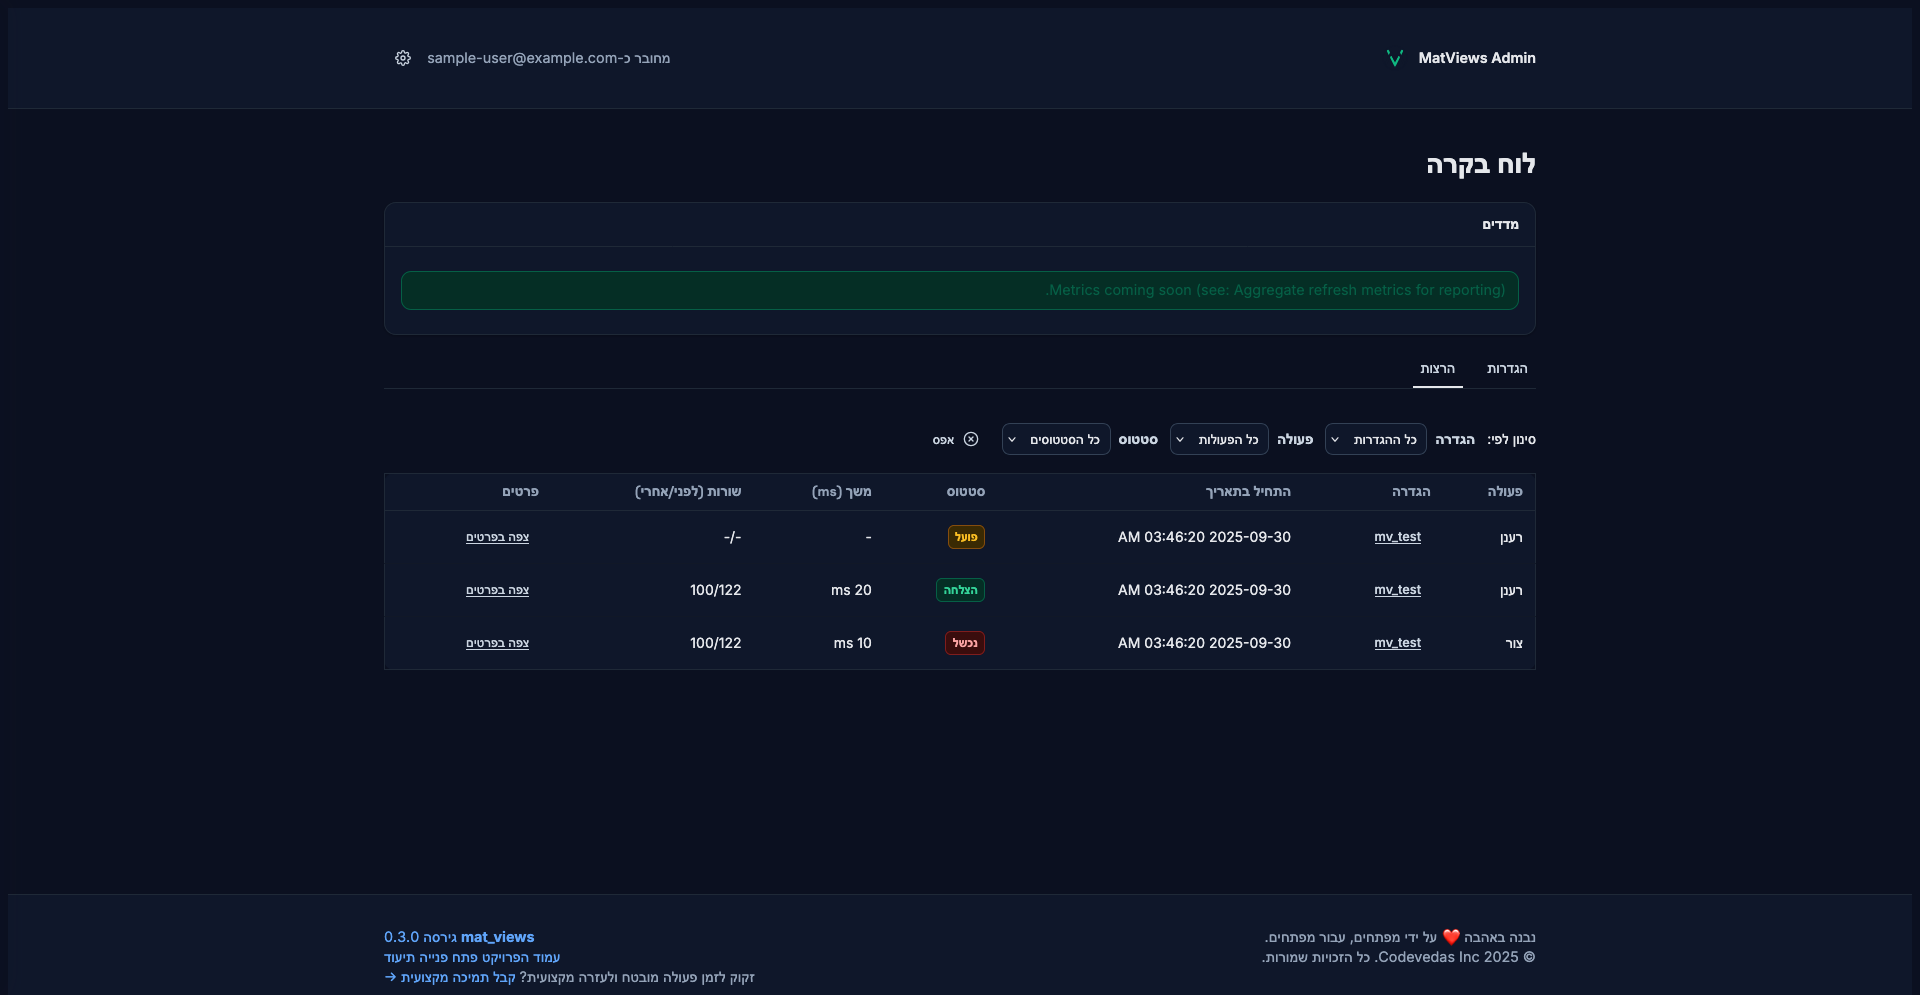 MatViews Admin
מחובר כ-sample-user@example.com
לוח בקרה
מדדים
Metrics coming soon (see: Aggregate refresh metrics for reporting).
הגדרות
הרצות
סינון לפי: הגדרה כל ההגדרות פעולה כל הפעולות סטטוס כל הסטטוסים אפס
פעולה הגדרה התחיל בתאריך סטטוס משך (ms) שורות (לפני/אחרי) פרטים
רענן mv_test 2025-09-30 03:46:20 AM פועל - -/- צפה בפרטים
רענן mv_test 2025-09-30 03:46:20 AM הצלחה 20 ms 100/122 צפה בפרטים
צור mv_test 2025-09-30 03:46:20 AM נכשל 10 ms 100/122 צפה בפרטים
נבנה באהבה ❤️ על ידי מפתחים, עבור מפתחים.
© 2025 Codevedas Inc. כל הזכויות שמורות.
mat_views גירסה 0.3.0
עמוד הפרויקט פתח פנייה תיעוד
זקוק לזמן פעולה מובטח ולעזרה מקצועית? קבל תמיכה מקצועית →